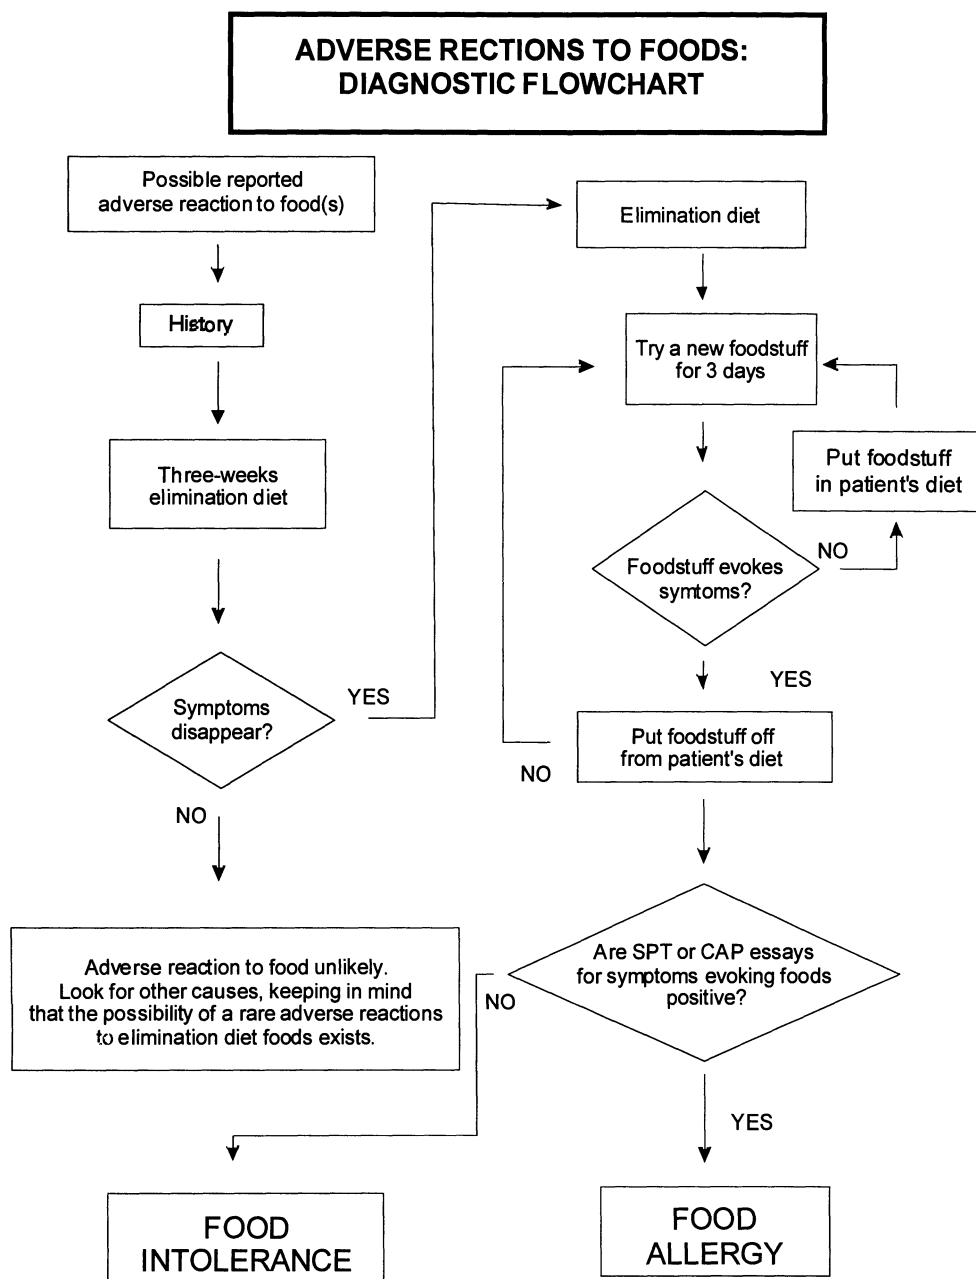 ADVERSE RECTIONS TO FOODS:
DIAGNOSTIC FLOWCHART
Possible reported
adverse reaction to food(s)
History
Three-weeks
elimination diet
Symptoms
disappear?
YES
NO
Adverse reaction to food unlikely.
Look for other causes, keeping in mind
that the possibility of a rare adverse reactions
to elimination diet foods exists.
Elimination diet
Try a new foodstuff
for 3 days
Put foodstuff
in patient's diet
NO
Foodstuff evokes
symtoms?
YES
Put foodstuff off
from patient's diet
NO
Are SPT or CAP essays
for symptoms evoking foods
positive?
NO
YES
FOOD
INTOLERANCE
FOOD
ALLERGY